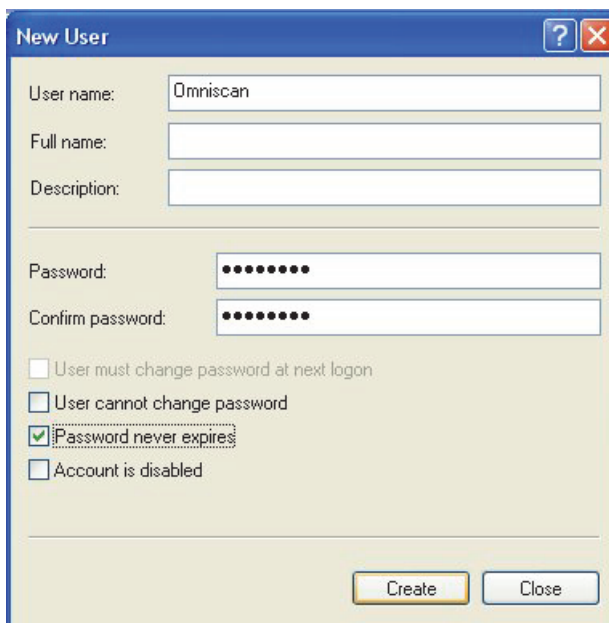 New User
User name: Omniscan
Full name:
Description:
Password: ●●●●●●●●
Confirm password: ●●●●●●●●
User must change password at next logon
User cannot change password
Password never expires
Account is disabled
Create Close